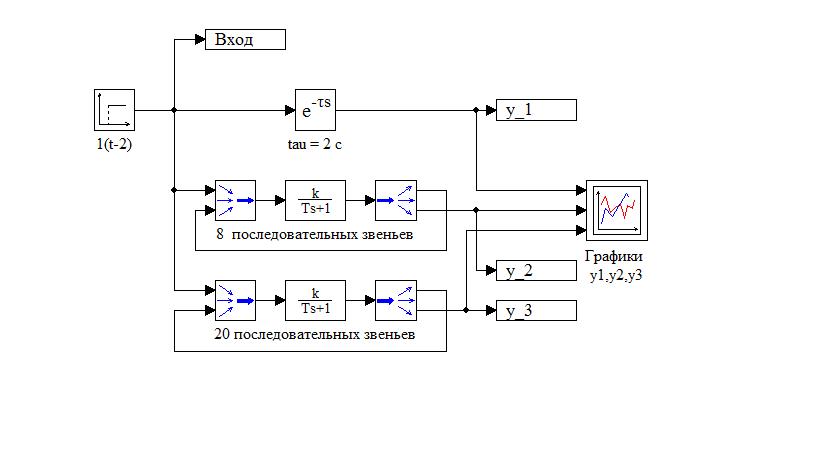 Вход
1(t-2)
e^-τs
tau = 2 c
y_1
k
Ts+1
8 последовательных звеньев
Графики
y1,y2,y3
y_2
k
Ts+1
y_3
20 последовательных звеньев